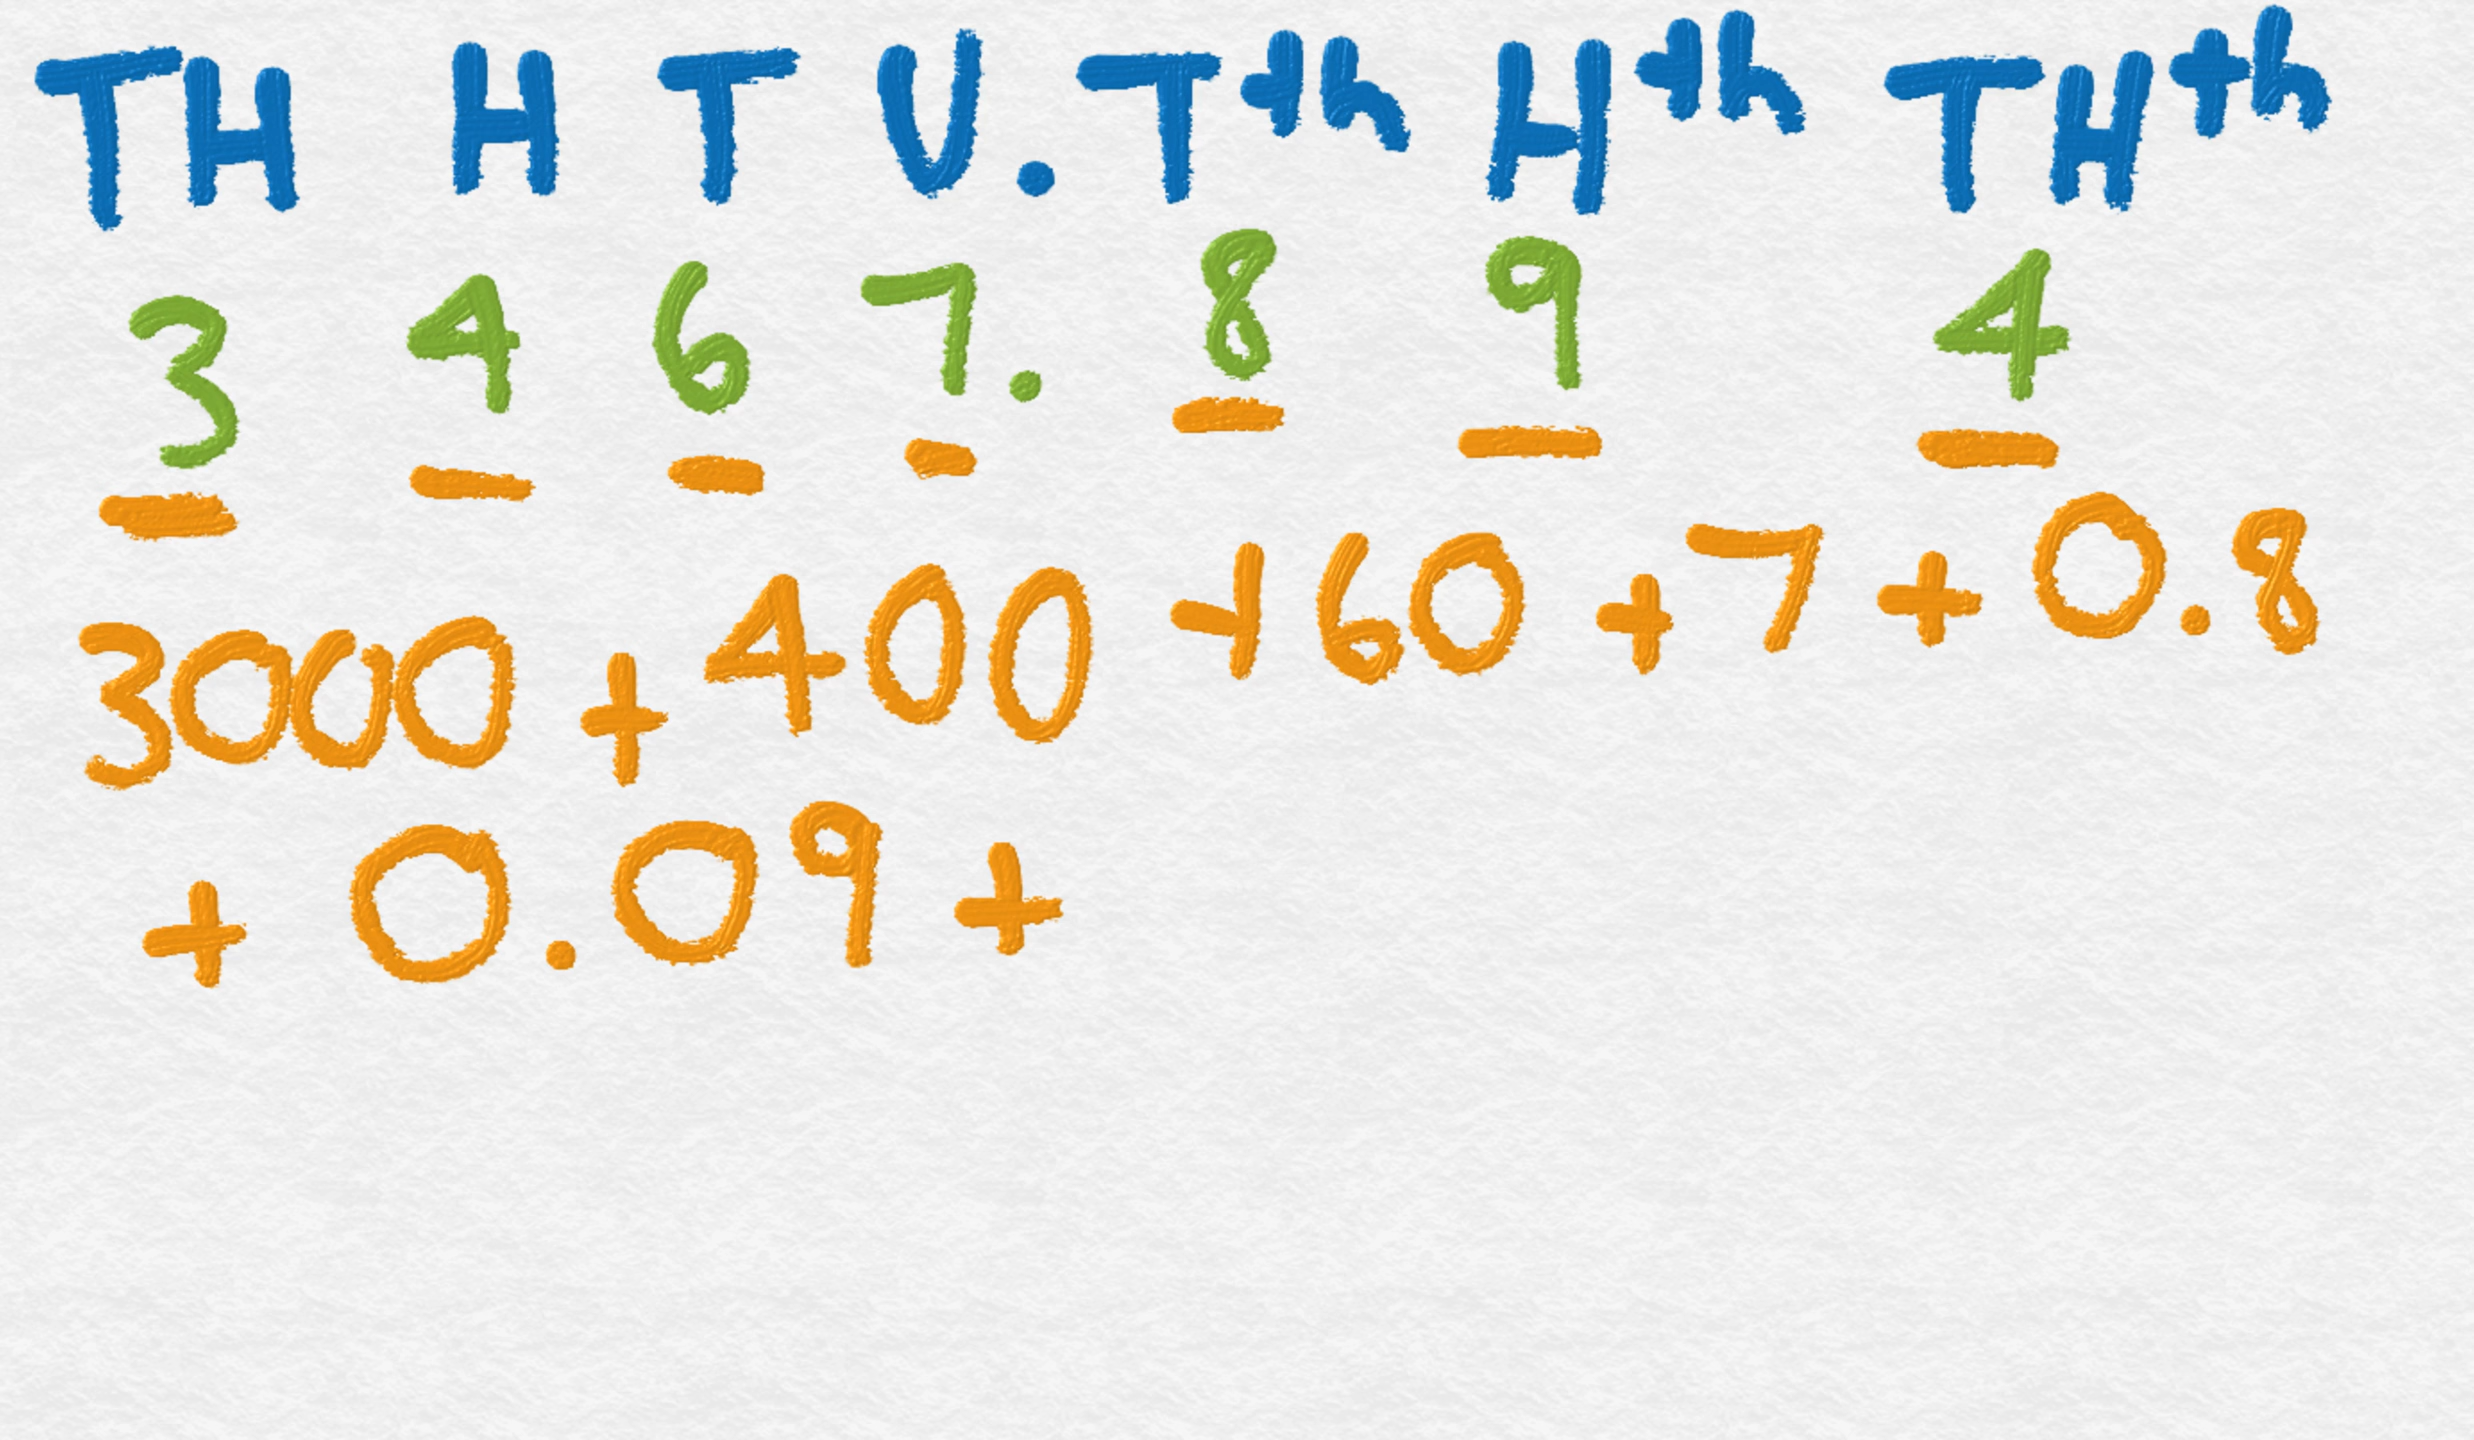 TH H T U. Tth Hth THth
3 4 6 7. 8 9 4
3000 + 400 + 60 + 7 + 0.8
+ 0.09 +